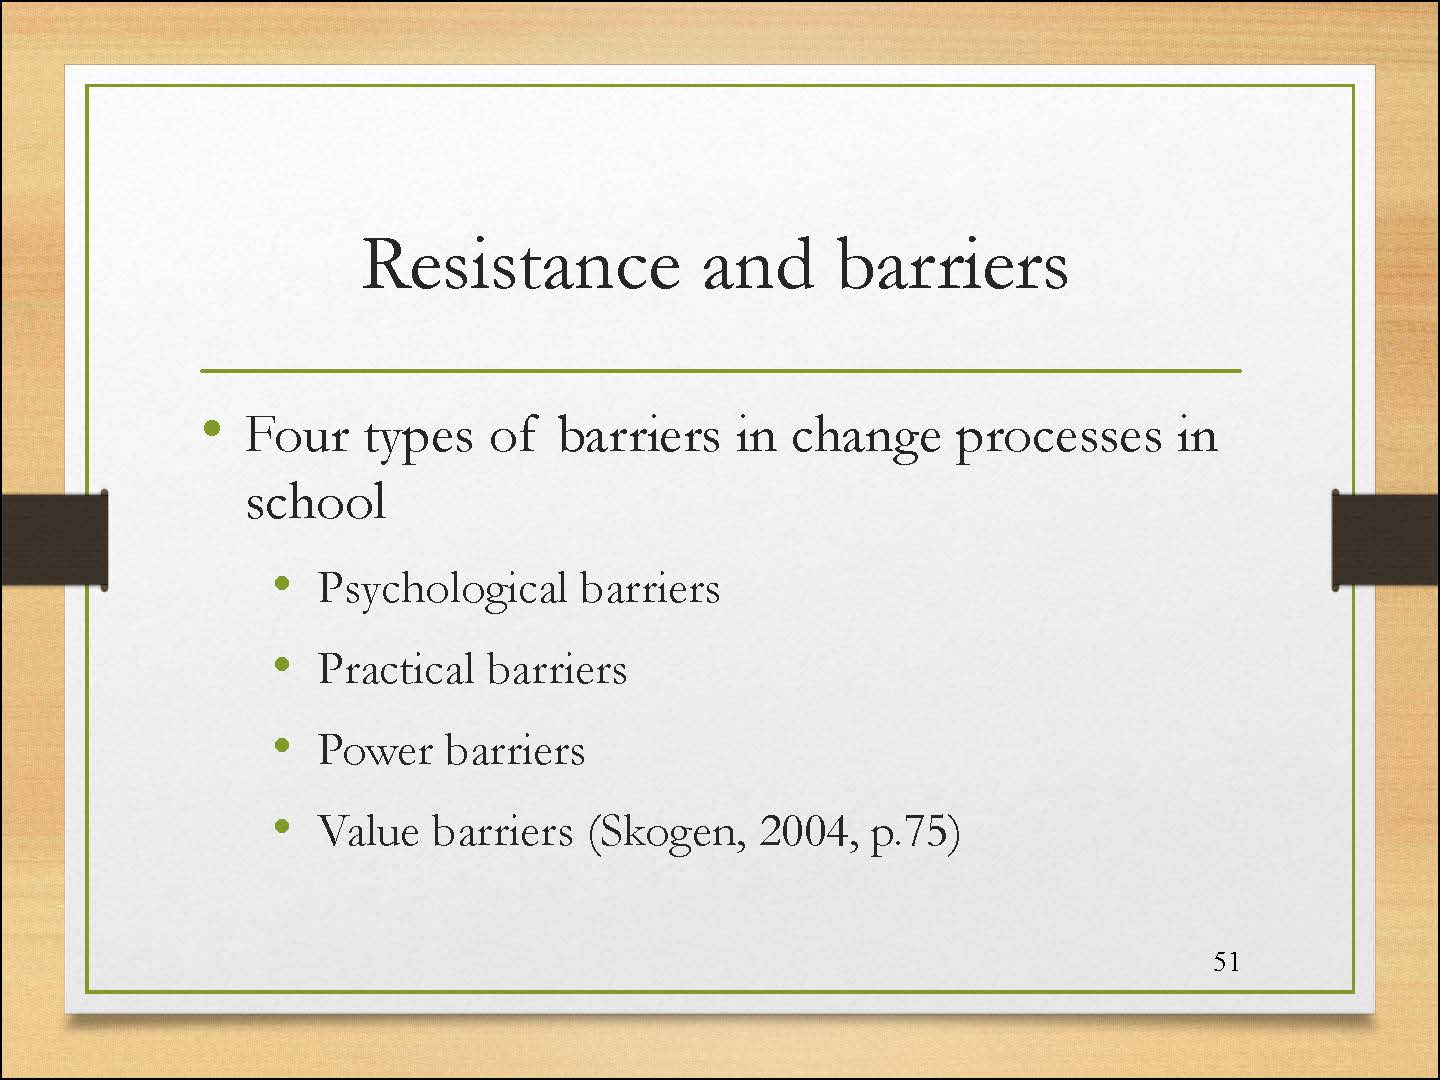 Resistance and barriers
• Four types of barriers in change processes in
school
• Psychological barriers
• Practical barriers
• Power barriers
• Value barriers (Skogen, 2004, p.75)
51